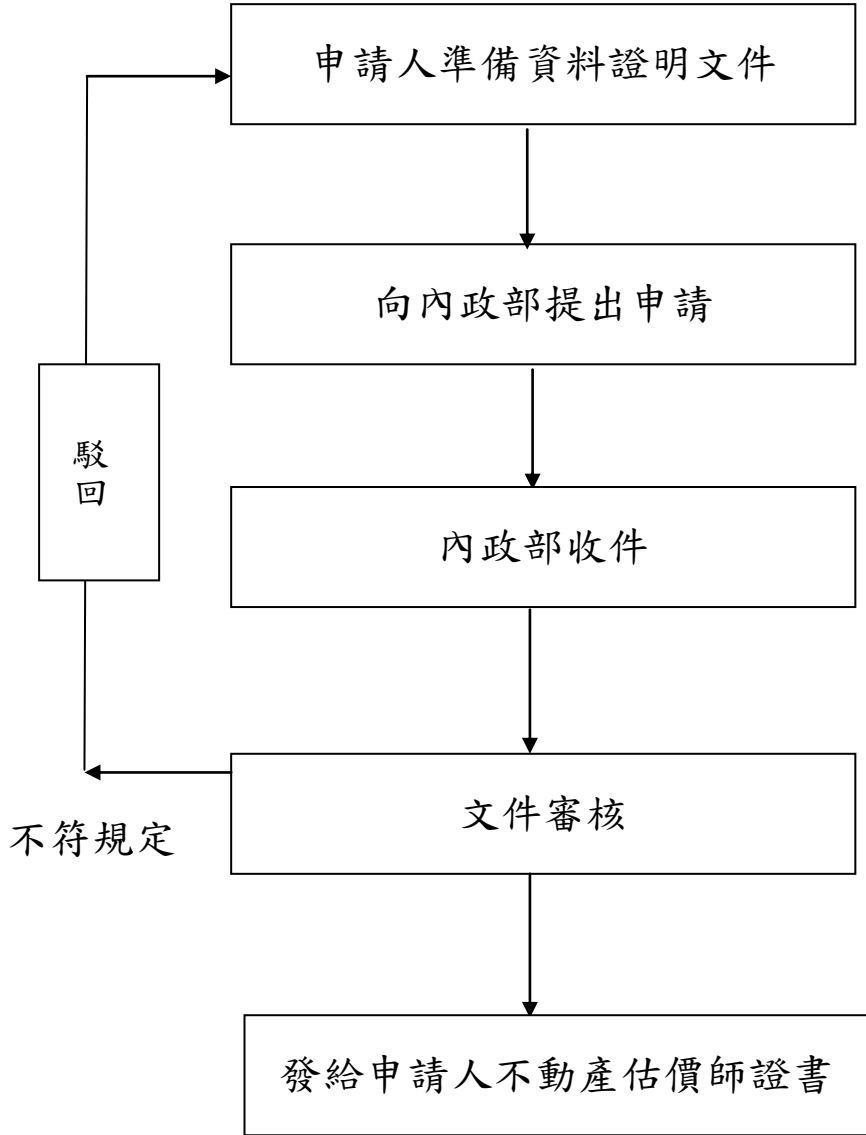 申請人準備資料證明文件
向內政部提出申請
駁
回
內政部收件
文件審核
不符規定
發給申請人不動產估價師證書